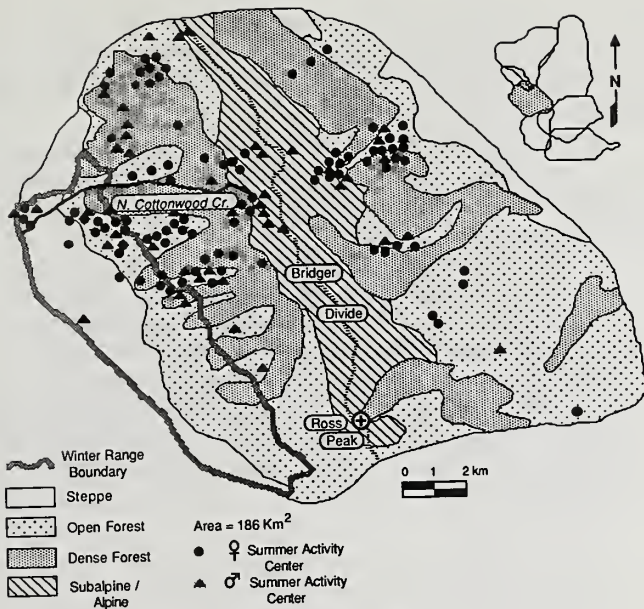 N
N. Cottonwood Cr.
Bridger
Divide
Ross
Peak
0 1 2 km
Winter Range
Boundary
Steppe
Open Forest
Dense Forest
Subalpine /
Alpine
Area = 186 Km²
♀ Summer Activity
Center
♂ Summer Activity
Center